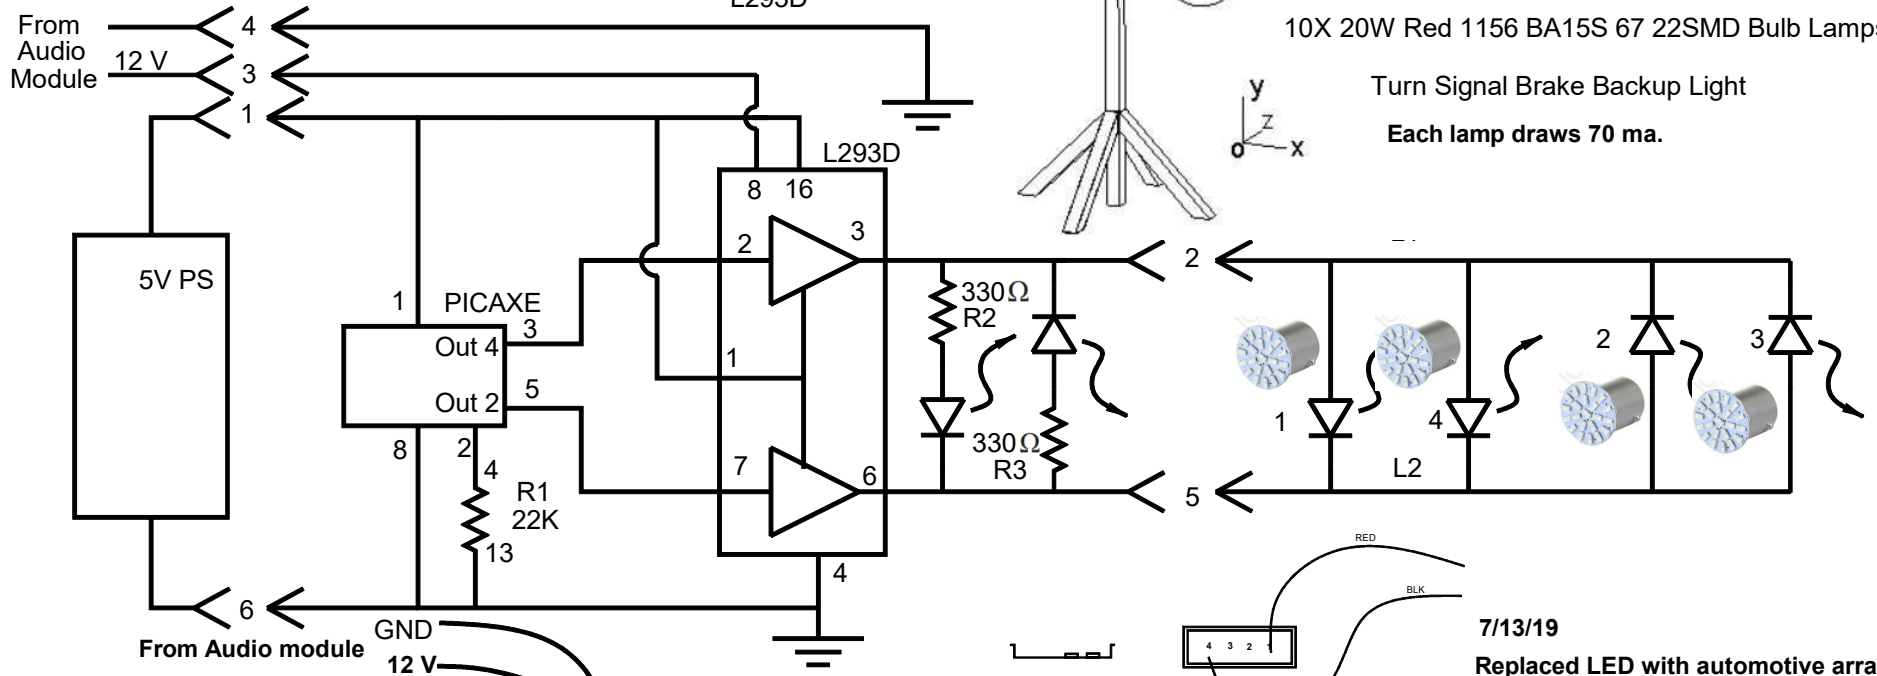 L293D
From
Audio
Module
12 V
4
3
1
10X 20W Red 1156 BA15S 67 22SMD Bulb Lamps
Turn Signal Brake Backup Light
Each lamp draws 70 ma.
y
z
o
x
L293D
8
16
2
3
1
7
6
4
5V PS
1
PICAXE
3
Out 4
5
Out 2
8
2
4
R1
22K
13
330Ω
R2
330Ω
R3
2
5
1
4
2
3
L2
6
From Audio module
GND
12 V
RED
BLK
4 3 2 1
7/13/19
Replaced LED with automotive arra